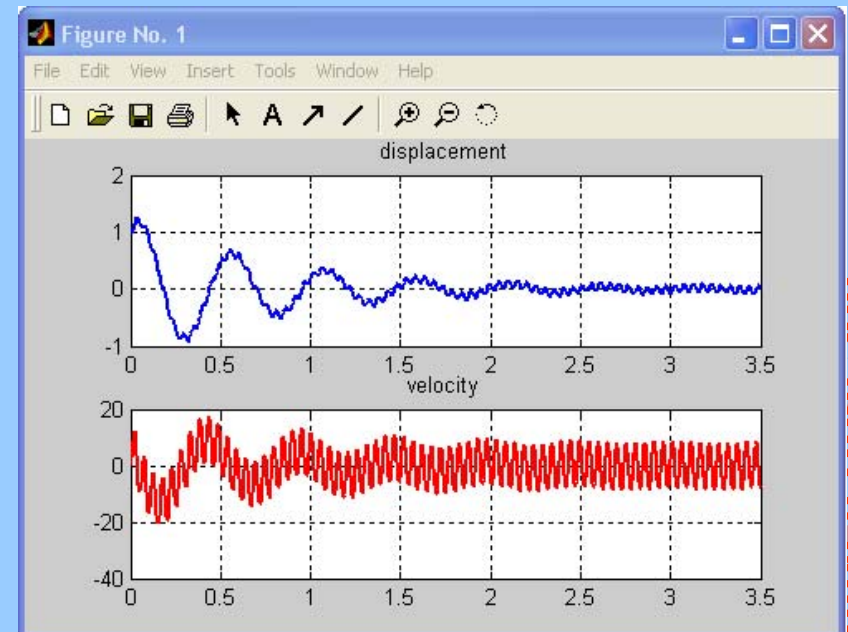 Figure No. 1
File Edit View Insert Tools Window Help
A
displacement
2
1
0
-1
0 0.5 1 1.5 2 2.5 3 3.5
velocity
20
0
-20
-40
0 0.5 1 1.5 2 2.5 3 3.5